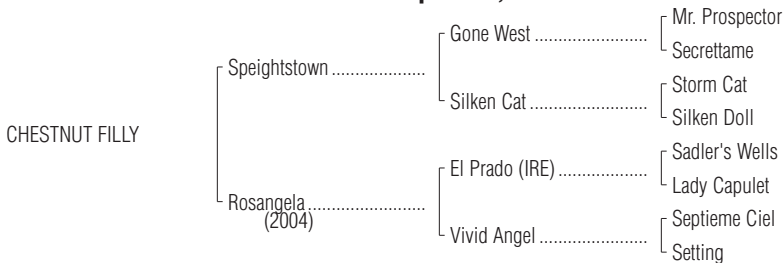 Mr. Prospector
Gone West ..........................
Secrettame
Speightstown ....................
Storm Cat
Silken Cat ...........................
Silken Doll
CHESTNUT FILLY
Sadler's Wells
El Prado (IRE) ....................
Lady Capulet
Rosangela ..........................
(2004)
Septieme Ciel
Vivid Angel ..........................
Setting